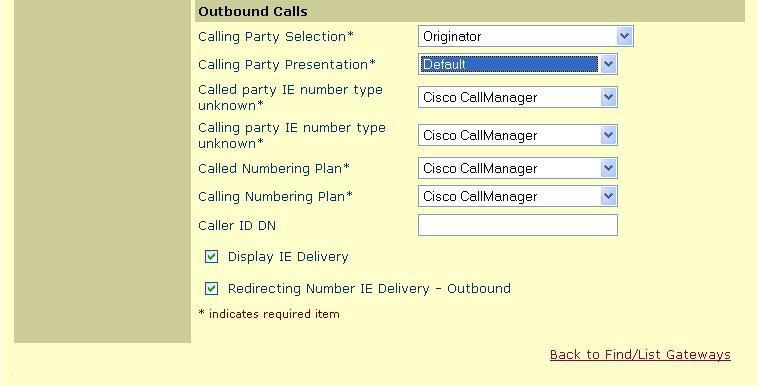 Outbound Calls
Calling Party Selection* Originator
Calling Party Presentation* Default
Called party IE number type
unknown* Cisco CallManager
Calling party IE number type
unknown* Cisco CallManager
Called Numbering Plan* Cisco CallManager
Calling Numbering Plan* Cisco CallManager
Caller ID DN
Display IE Delivery
Redirecting Number IE Delivery - Outbound
* indicates required item
Back to Find/List Gateways